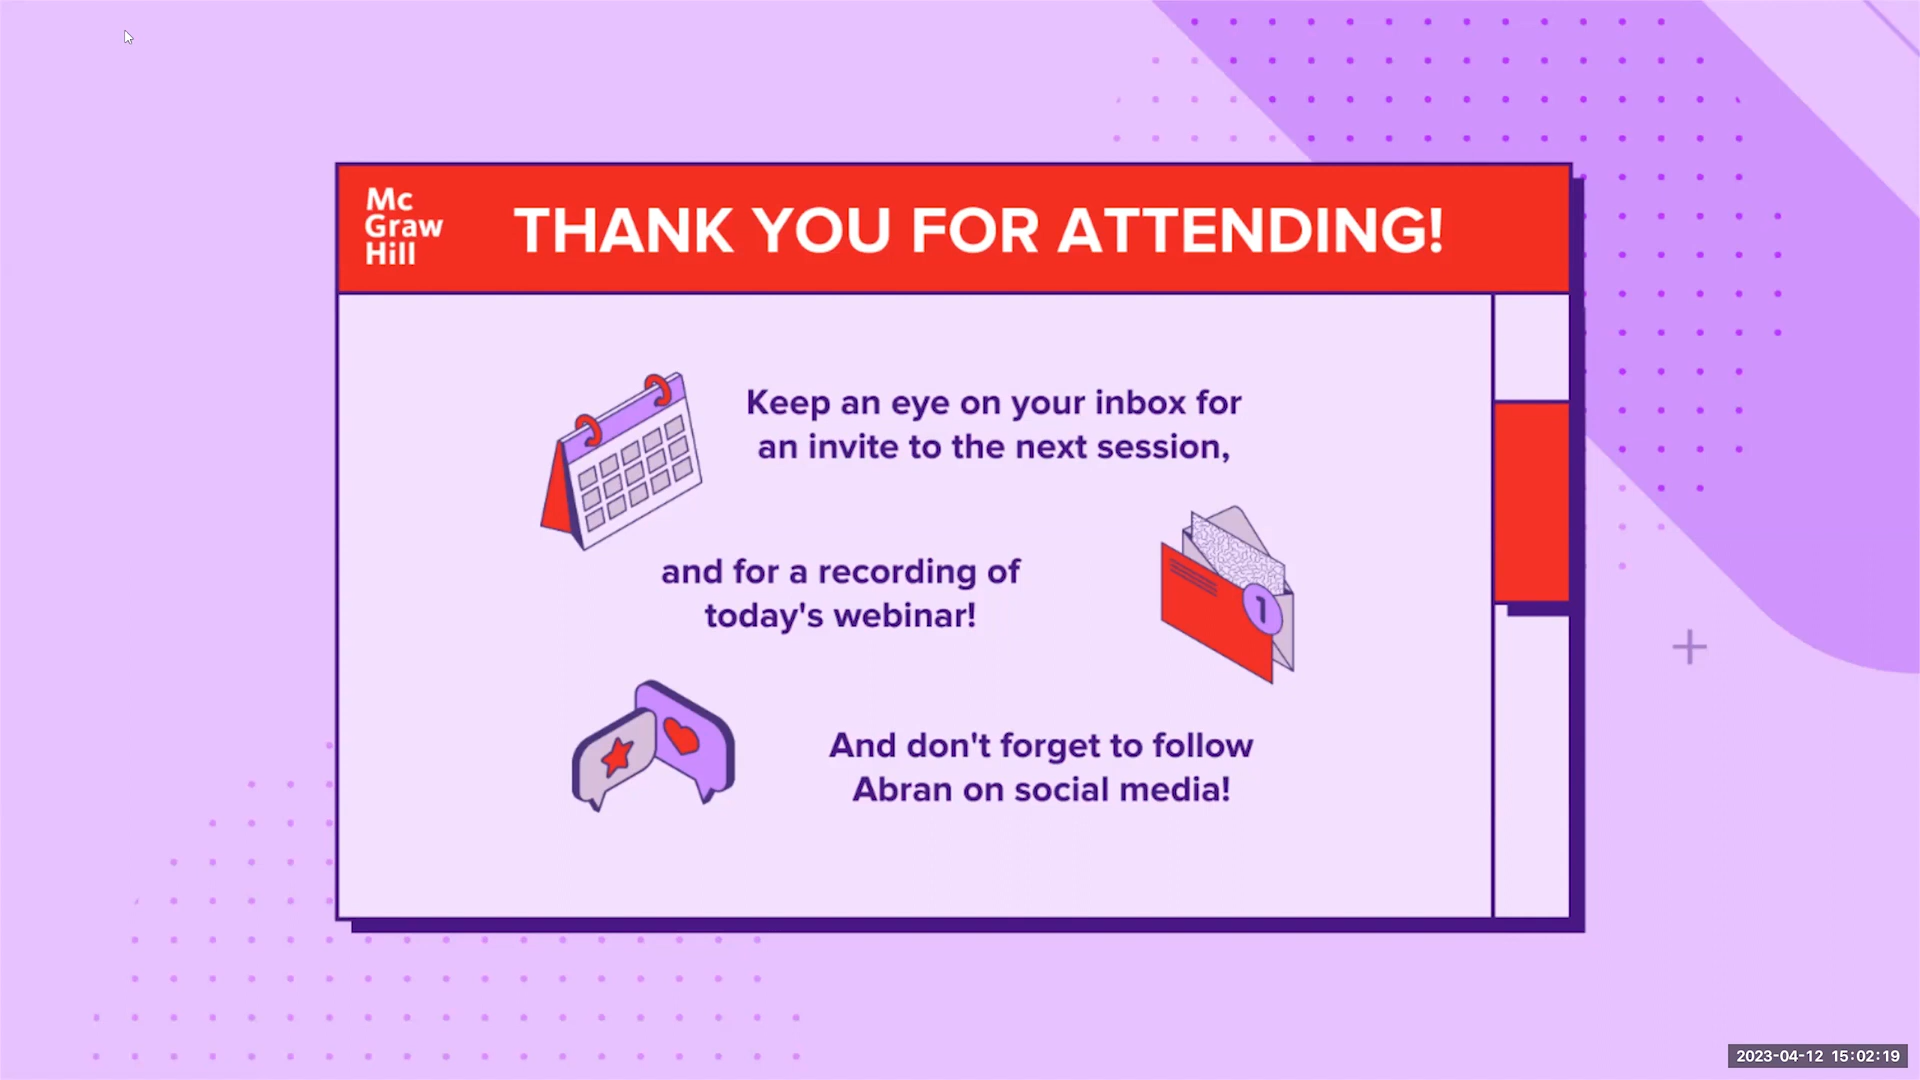 Mc
Graw
Hill
THANK YOU FOR ATTENDING!
Keep an eye on your inbox for
an invite to the next session,
and for a recording of
today's webinar!
1
And don't forget to follow
Abran on social media!
2023-04-12 15:02:19